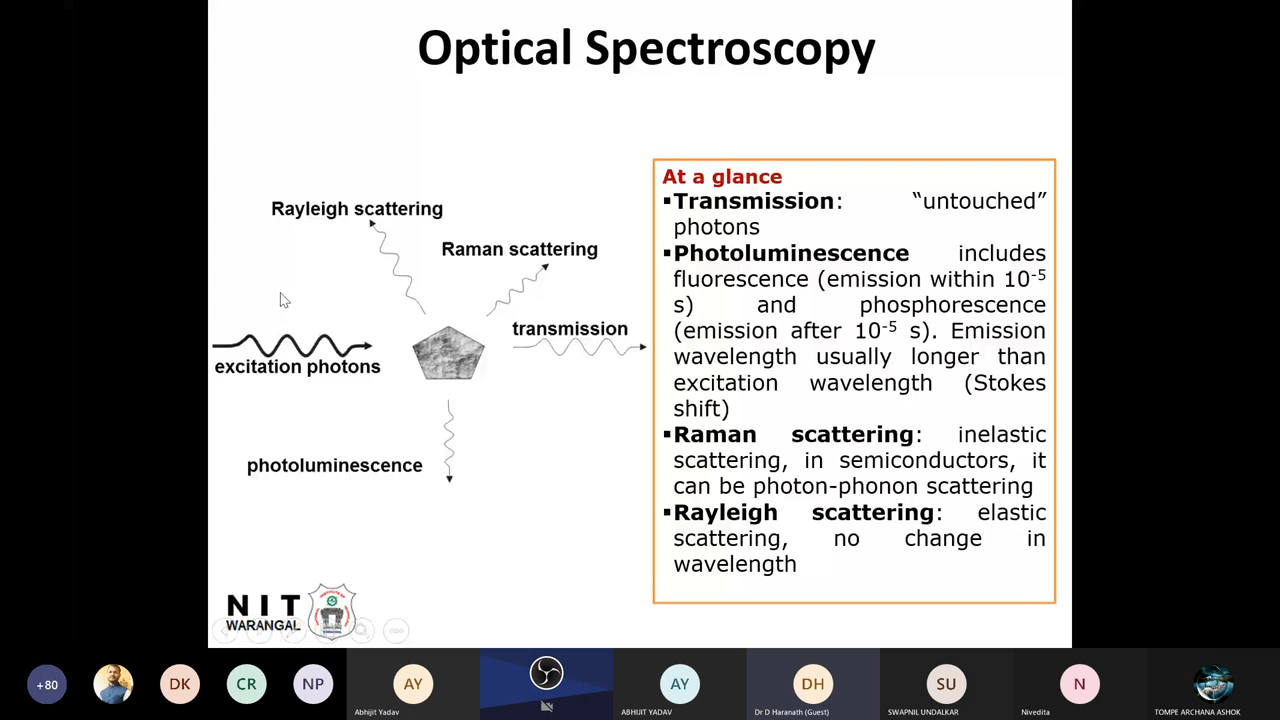 Optical Spectroscopy
Rayleigh scattering
Raman scattering
transmission
excitation photons
photoluminescence
At a glance
▪Transmission: “untouched”
photons
▪Photoluminescence includes
fluorescence (emission within 10⁻⁵
s) and phosphorescence
(emission after 10⁻⁵ s). Emission
wavelength usually longer than
excitation wavelength (Stokes
shift)
▪Raman scattering: inelastic
scattering, in semiconductors, it
can be photon-phonon scattering
▪Rayleigh scattering: elastic
scattering, no change in
wavelength
NIT
WARANGAL
+80
DK
CR
NP
AY
Abhijit Yadav
AY
ABHIJIT YADAV
DH
Dr D Haranath (Guest)
SU
SWAPNIL UNDALKAR
N
Nivedita
TOMPE ARCHANA ASHOK